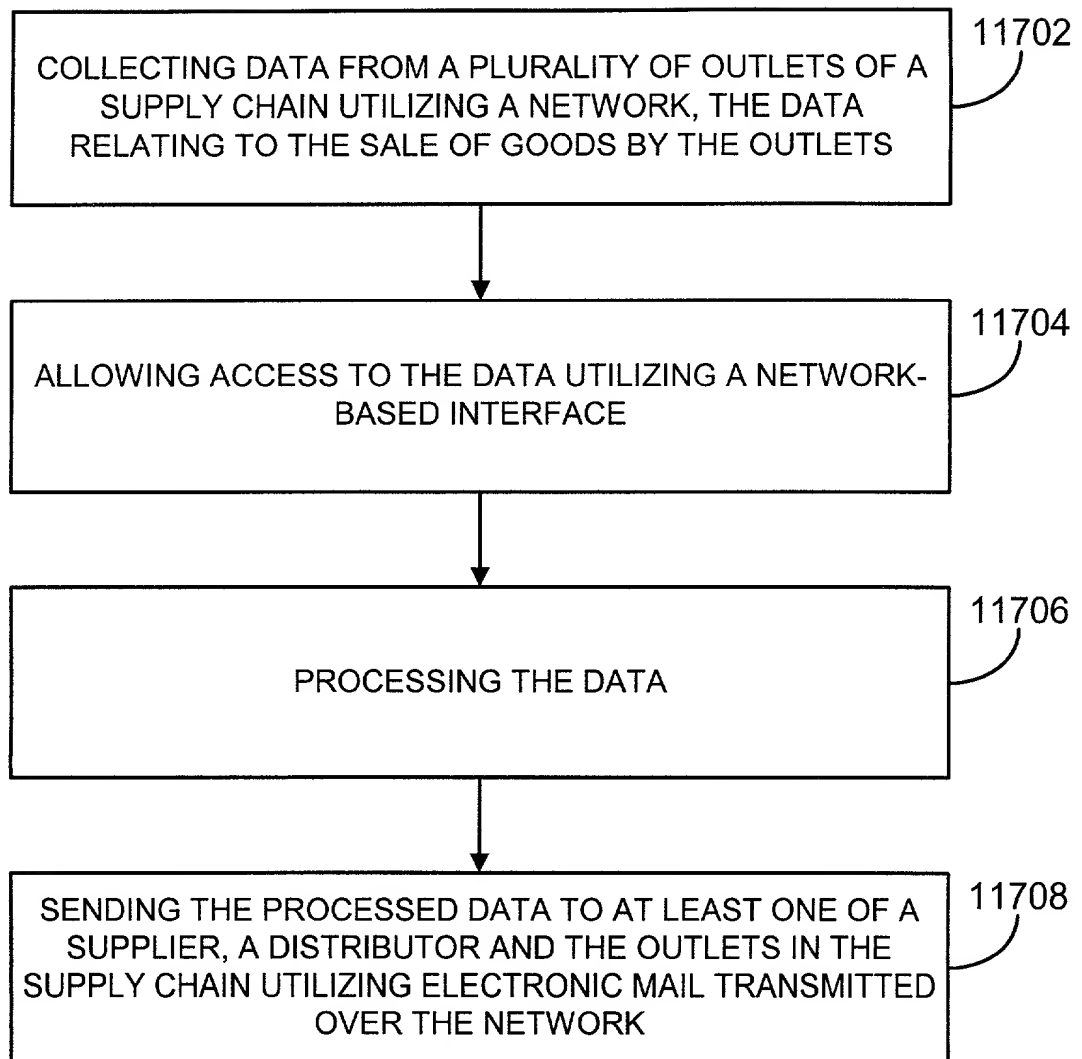 11702
COLLECTING DATA FROM A PLURALITY OF OUTLETS OF A
SUPPLY CHAIN UTILIZING A NETWORK, THE DATA
RELATING TO THE SALE OF GOODS BY THE OUTLETS
11704
ALLOWING ACCESS TO THE DATA UTILIZING A NETWORK-
BASED INTERFACE
11706
PROCESSING THE DATA
11708
SENDING THE PROCESSED DATA TO AT LEAST ONE OF A
SUPPLIER, A DISTRIBUTOR AND THE OUTLETS IN THE
SUPPLY CHAIN UTILIZING ELECTRONIC MAIL TRANSMITTED
OVER THE NETWORK